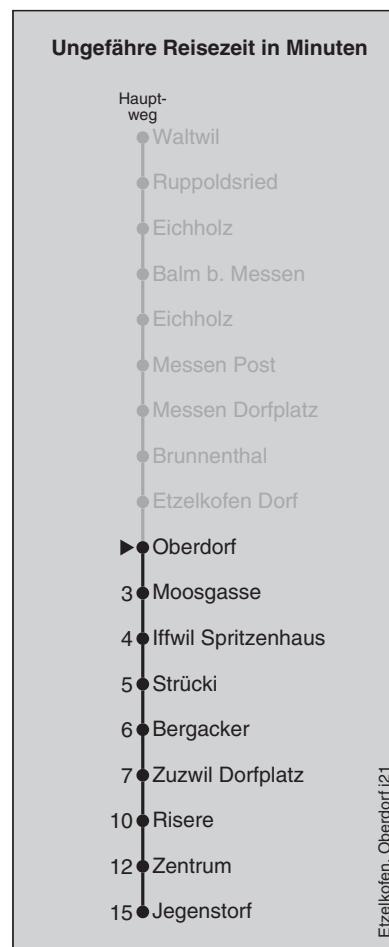 Ungefähre Reisezeit in Minuten
Haupt-
weg
Waltwil
Ruppoldsried
Eichholz
Balm b. Messen
Eichholz
Messen Post
Messen Dorfplatz
Brunnenthal
Etzelkofen Dorf
Oberdorf
3 Moosgasse
4 Iffwil Spritzenhaus
5 Strücki
6 Bergacker
7 Zuzwil Dorfplatz
10 Risere
12 Zentrum
15 Jegenstorf
Etzelkofen, Oberdorf j21